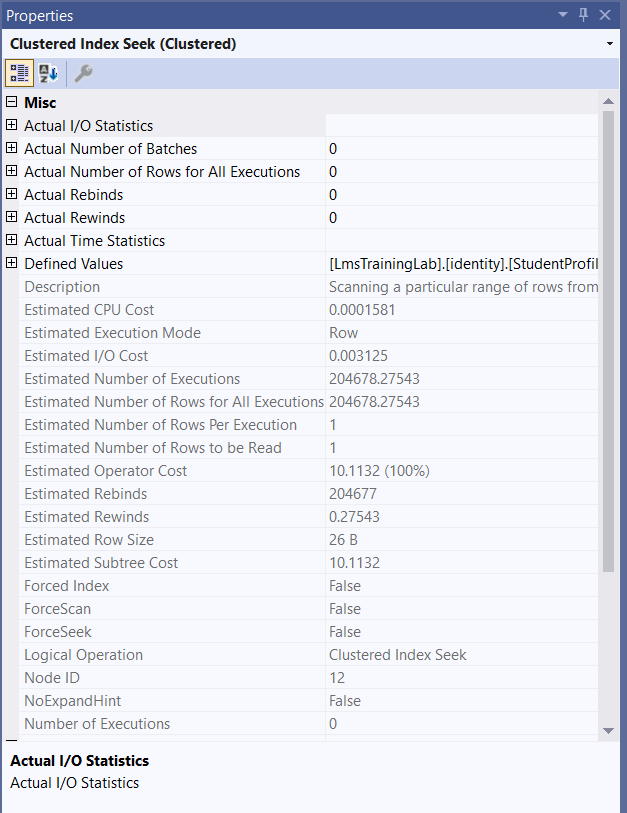 Properties
Clustered Index Seek (Clustered)
Misc
Actual I/O Statistics
Actual Number of Batches 0
Actual Number of Rows for All Executions 0
Actual Rebinds 0
Actual Rewinds 0
Actual Time Statistics
Defined Values [LmsTrainingLab].[identity].[StudentProfil
Description Scanning a particular range of rows from
Estimated CPU Cost 0.0001581
Estimated Execution Mode Row
Estimated I/O Cost 0.003125
Estimated Number of Executions 204678.27543
Estimated Number of Rows for All Executions 204678.27543
Estimated Number of Rows Per Execution 1
Estimated Number of Rows to be Read 1
Estimated Operator Cost 10.1132 (100%)
Estimated Rebinds 204677
Estimated Rewinds 0.27543
Estimated Row Size 26 B
Estimated Subtree Cost 10.1132
Forced Index False
ForceScan False
ForceSeek False
Logical Operation Clustered Index Seek
Node ID 12
NoExpandHint False
Number of Executions 0
Actual I/O Statistics
Actual I/O Statistics